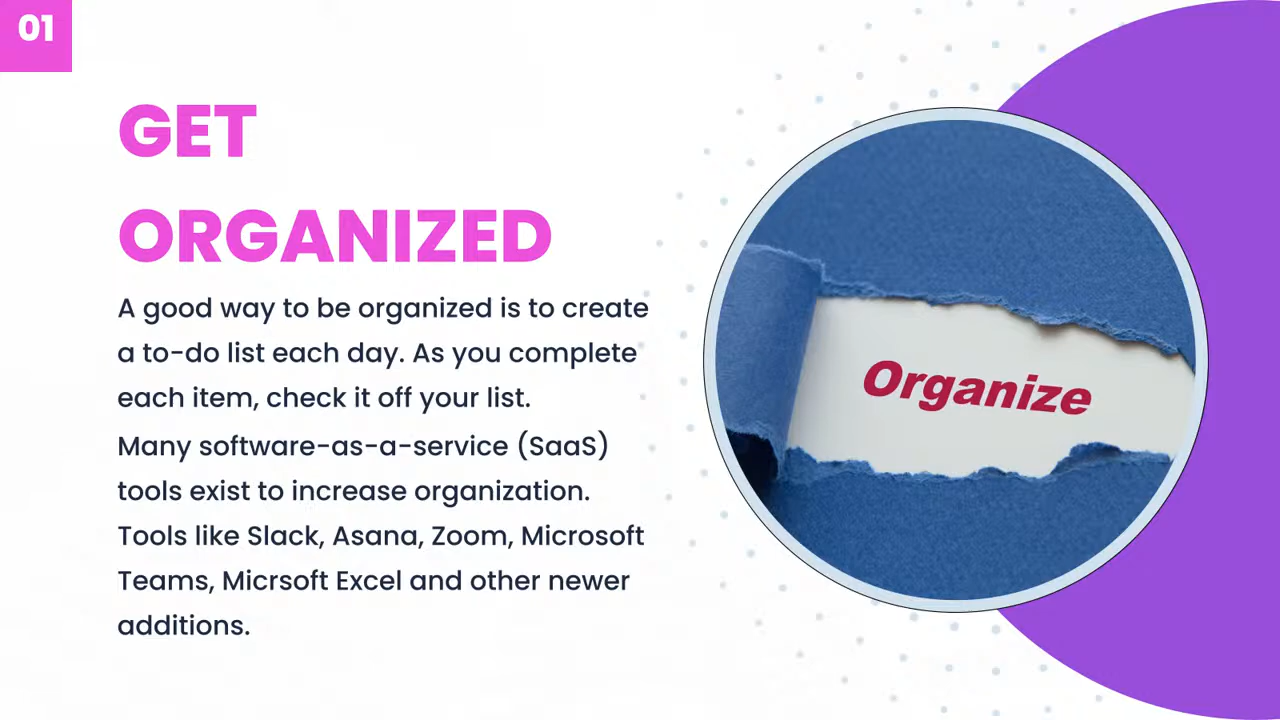 01
GET
ORGANIZED
A good way to be organized is to create
a to-do list each day. As you complete
each item, check it off your list.
Many software-as-a-service (SaaS)
tools exist to increase organization.
Tools like Slack, Asana, Zoom, Microsoft
Teams, Micrsoft Excel and other newer
additions.
Organize